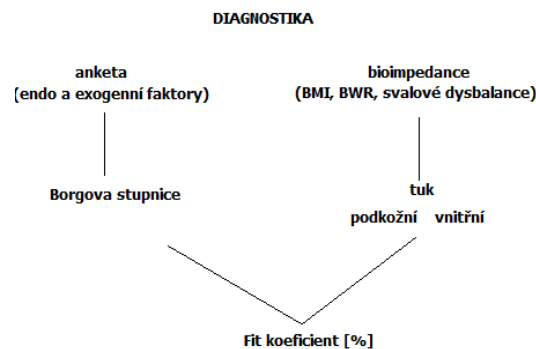 DIAGNOSTIKA
anketa
(endo a exogenní faktory)
bioimpedance
(BMI, BWR, svalové dysbalance)
Borgova stupnice
tuk
podkožní vnitřní
Fit koeficient [%]